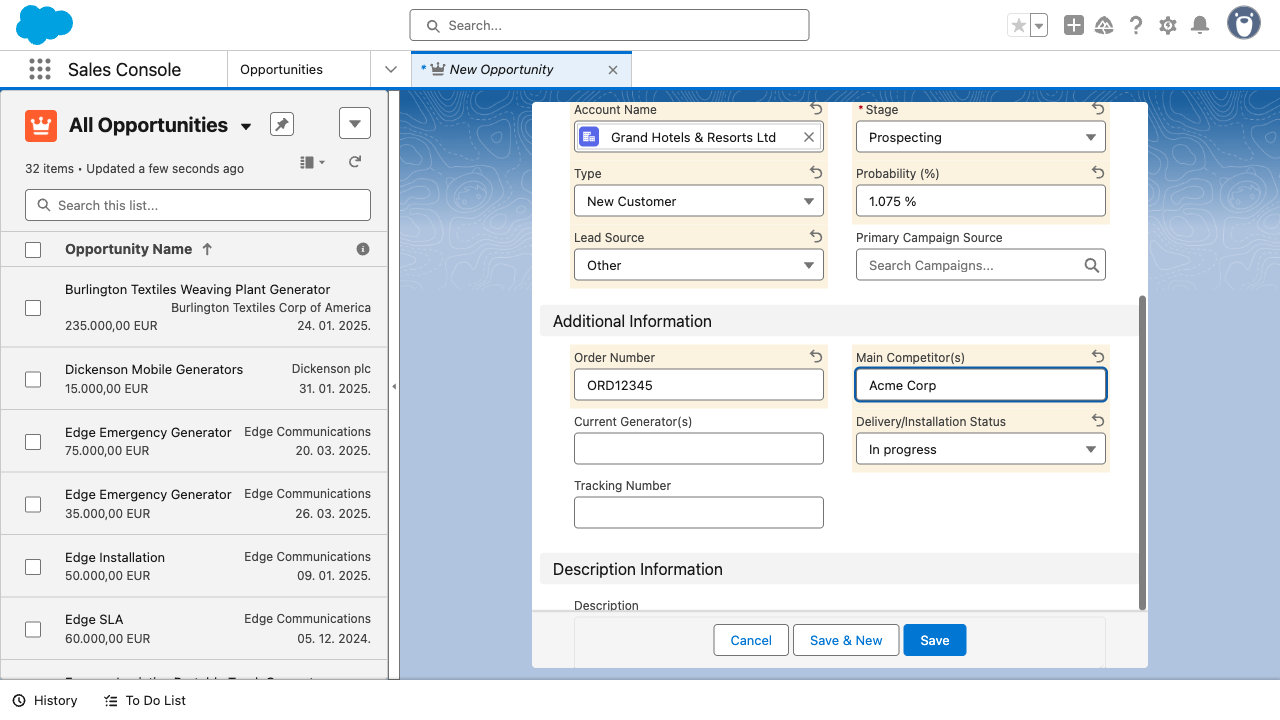 Search...
Sales Console
Opportunities
* New Opportunity
All Opportunities
32 items • Updated a few seconds ago
Search this list...
Opportunity Name
Burlington Textiles Weaving Plant Generator
Burlington Textiles Corp of America
235.000,00 EUR
24. 01. 2025.
Dickenson Mobile Generators
Dickenson plc
15.000,00 EUR
31. 01. 2025.
Edge Emergency Generator
Edge Communications
75.000,00 EUR
20. 03. 2025.
Edge Emergency Generator
Edge Communications
35.000,00 EUR
26. 03. 2025.
Edge Installation
Edge Communications
50.000,00 EUR
09. 01. 2025.
Edge SLA
Edge Communications
60.000,00 EUR
05. 12. 2024.
Account Name
* Stage
Grand Hotels & Resorts Ltd
Prospecting
Type
Probability (%)
New Customer
1.075 %
Lead Source
Primary Campaign Source
Other
Search Campaigns...
Additional Information
Order Number
Main Competitor(s)
ORD12345
Acme Corp
Current Generator(s)
Delivery/Installation Status
In progress
Tracking Number
Description Information
Description
Cancel
Save & New
Save
History
To Do List